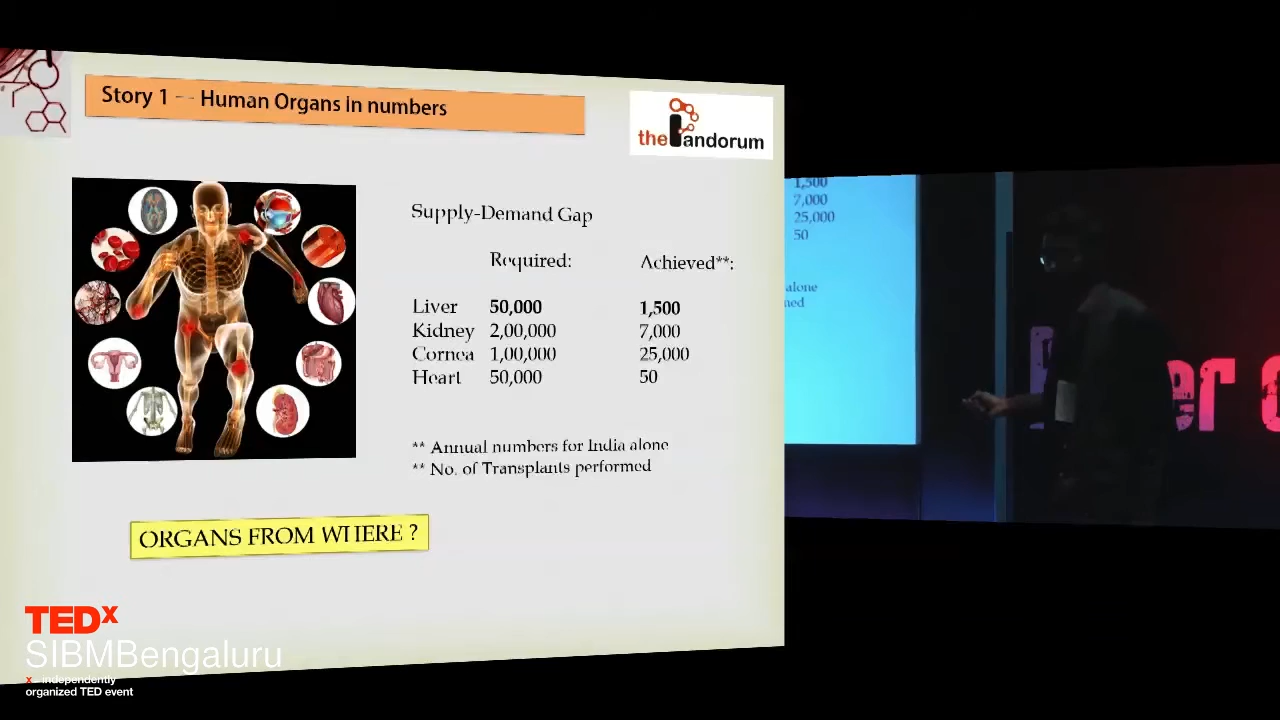 Story 1 — Human Organs in numbers
thePandorum
Supply-Demand Gap
Required: Achieved**:
Liver 50,000 1,500
Kidney 2,00,000 7,000
Cornea 1,00,000 25,000
Heart 50,000 50
** Annual numbers for India alone
** No. of Transplants performed
ORGANS FROM WHERE ?
1,500
7,000
25,000
50
alone
TEDx
SIBMBengaluru
x independently
organized TED event